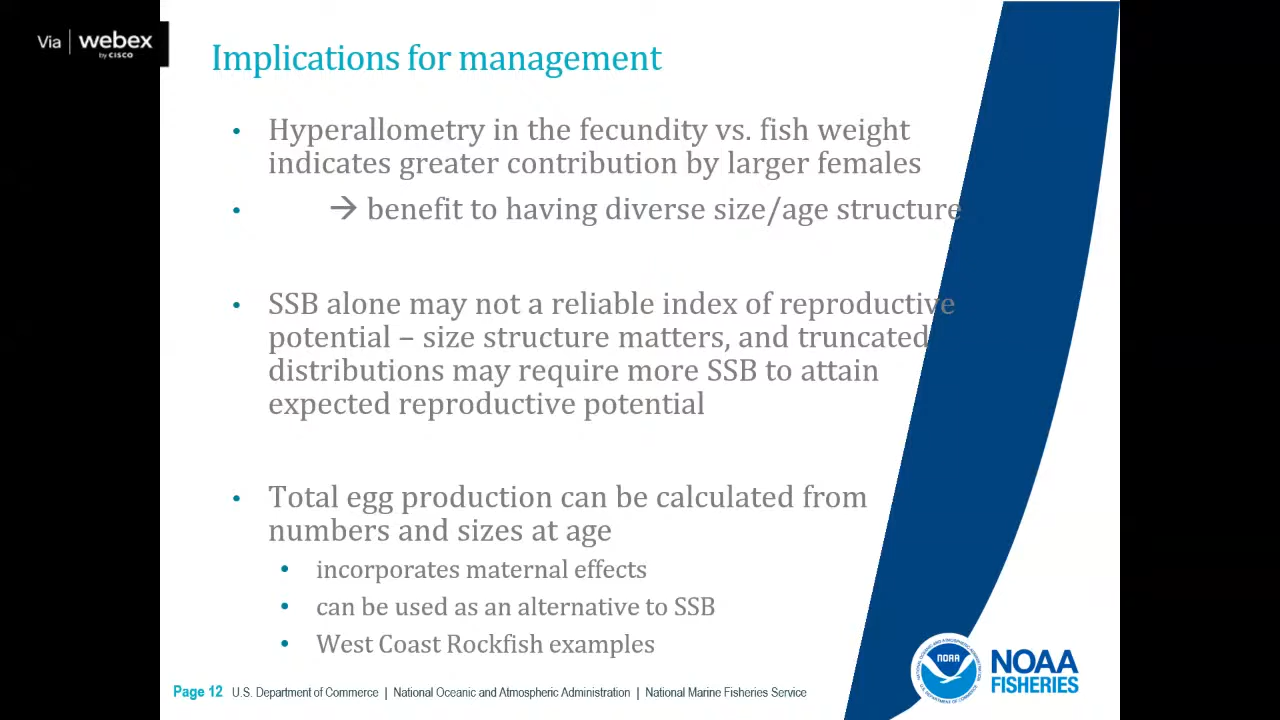 Via webex
by CISCO
Implications for management
• Hyperallometry in the fecundity vs. fish weight
indicates greater contribution by larger females
• → benefit to having diverse size/age structure
• SSB alone may not a reliable index of reproductive
potential – size structure matters, and truncated
distributions may require more SSB to attain
expected reproductive potential
• Total egg production can be calculated from
numbers and sizes at age
• incorporates maternal effects
• can be used as an alternative to SSB
• West Coast Rockfish examples
NOAA
NOAA
FISHERIES
Page 12 U.S. Department of Commerce | National Oceanic and Atmospheric Administration | National Marine Fisheries Service